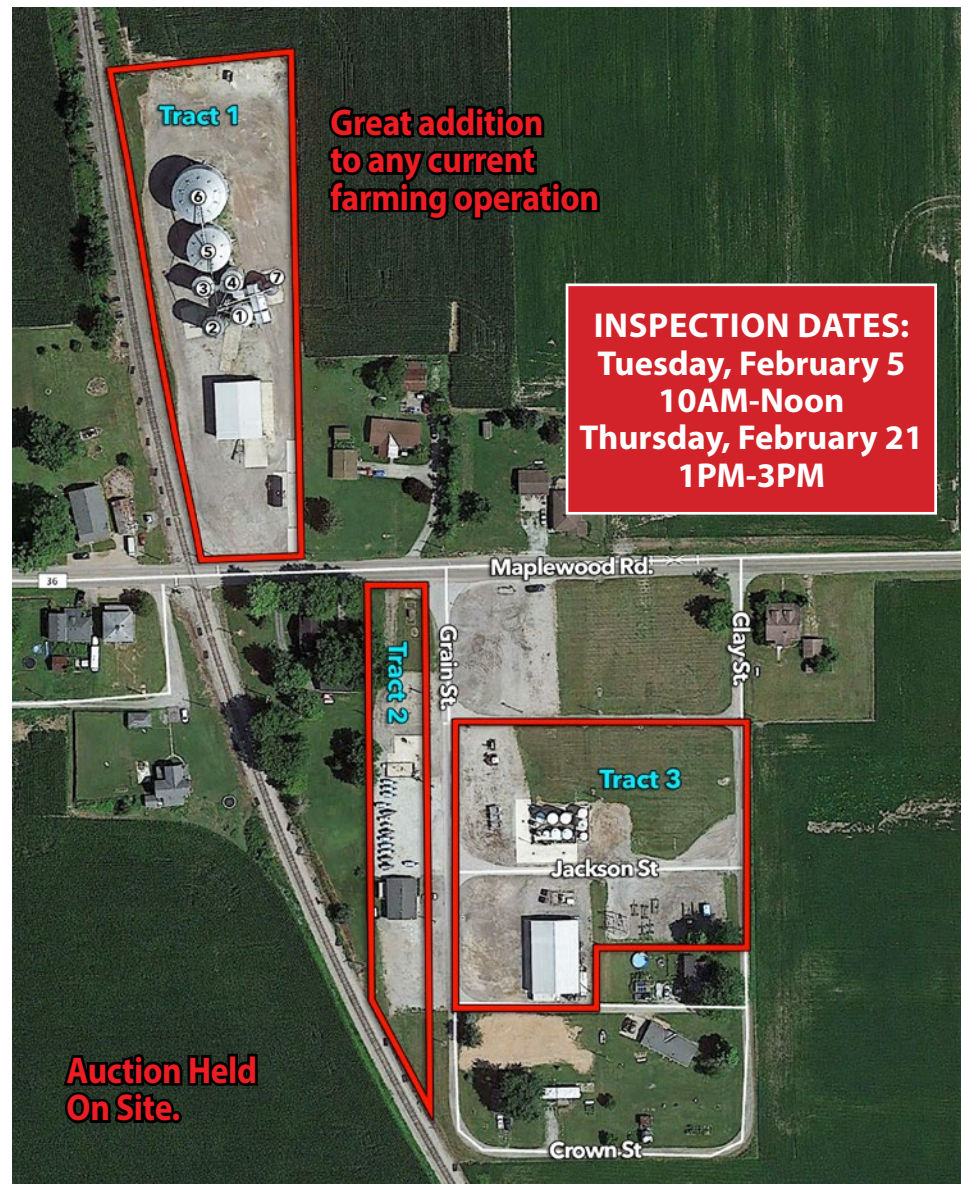 Tract 1
Great addition
to any current
farming operation
6
5
7
4
3
1
2
INSPECTION DATES:
Tuesday, February 5
10AM-Noon
Thursday, February 21
1PM-3PM
Maplewood Rd.
36
Grain St.
Clay St.
Tract 2
Tract 3
Jackson St
Auction Held
On Site.
Crown St